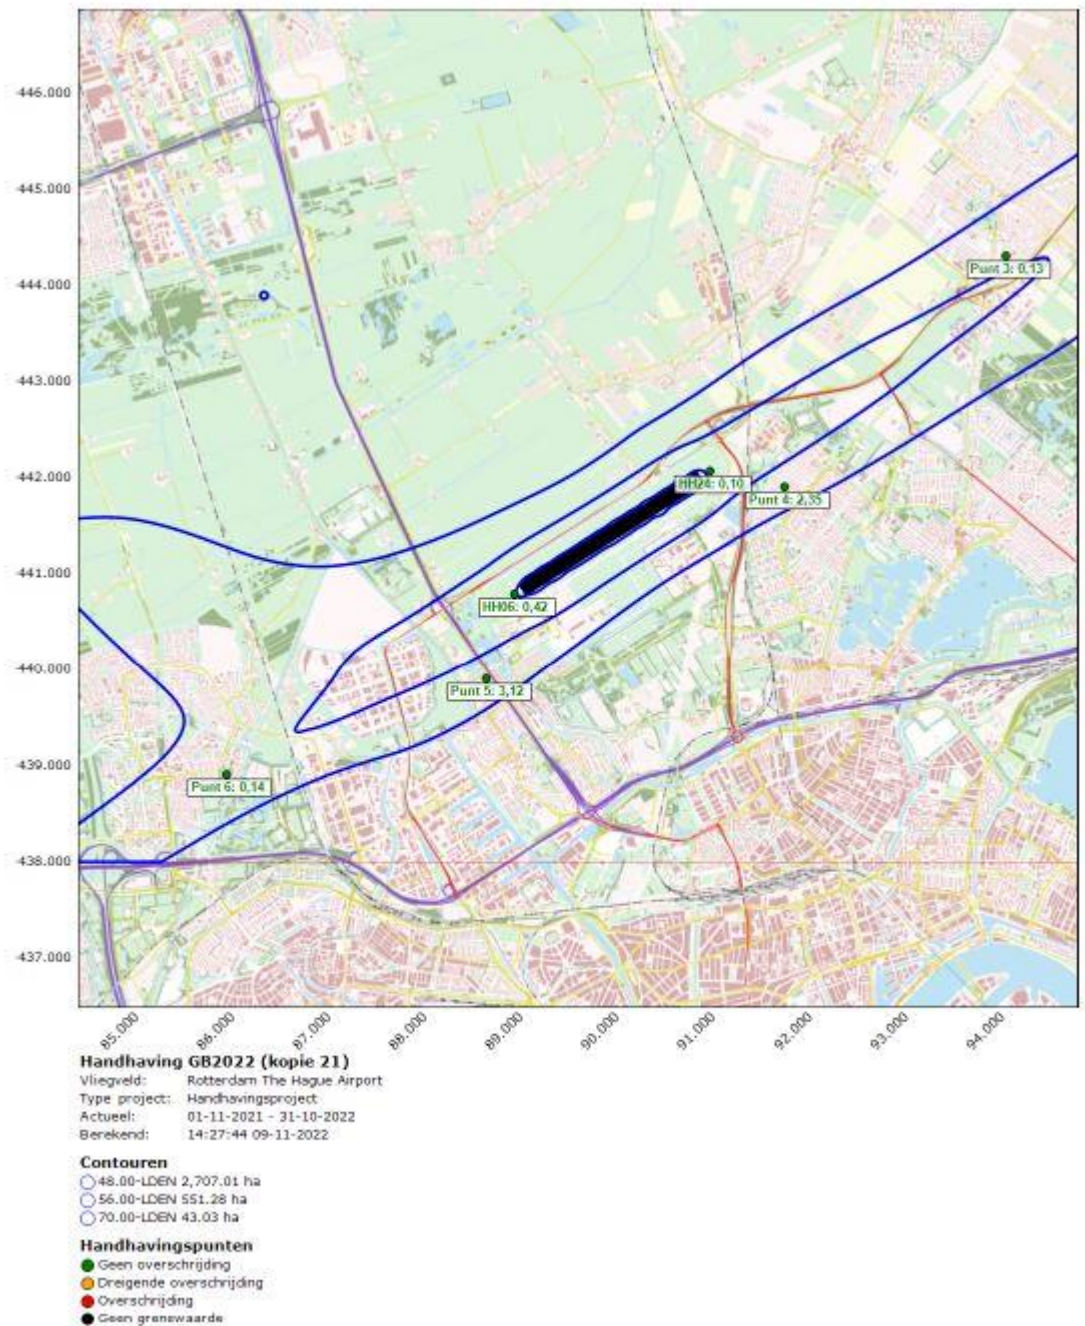 446.000
445.000
444.000
Punt 3: 0,13
443.000
442.000
HH24: 0,10
Punt 4: 2,35
441.000
HH06: 0,42
440.000
Punt 5: 3,12
439.000
Punt 6: 0,14
438.000
437.000
85.000
86.000
87.000
88.000
89.000
90.000
91.000
92.000
93.000
94.000
Handhaving GB2022 (kopie 21)
Vliegveld: Rotterdam The Hague Airport
Type project: Handhavingsproject
Actueel: 01-11-2021 - 31-10-2022
Berekend: 14:27:44 09-11-2022
Contouren
48.00-LDEN 2,707.01 ha
56.00-LDEN 551.28 ha
70.00-LDEN 43.03 ha
Handhavingspunten
Geen overschrijding
Dreigende overschrijding
Overschrijding
Geen grenswaarde